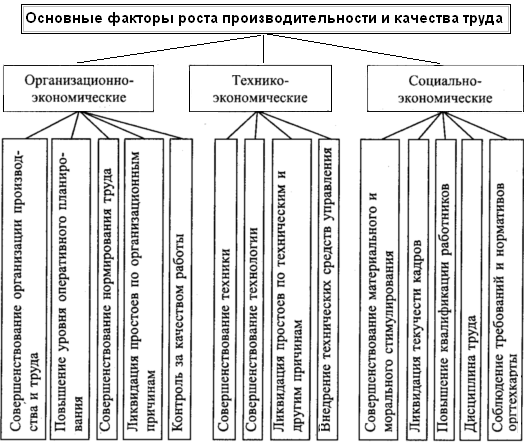 Основные факторы роста производительности и качества труда
Организационно-
экономические
Технико-
экономические
Социально-
экономические
Совершенствование организации производ-
ства и труда
Повышение уровня оперативного планиро-
вания
Совершенствование нормирования труда
Ликвидация простоев по организационным
причинам
Контроль за качеством работы
Совершенствование техники
Совершенствование технологии
Ликвидация простоев по техническим и
другим причинам
Внедрение технических средств управления
Совершенствование материального и
морального стимулирования
Ликвидация текучести кадров
Повышение квалификации работников
Дисциплина труда
Соблюдение требований и нормативов
оргтехкарты